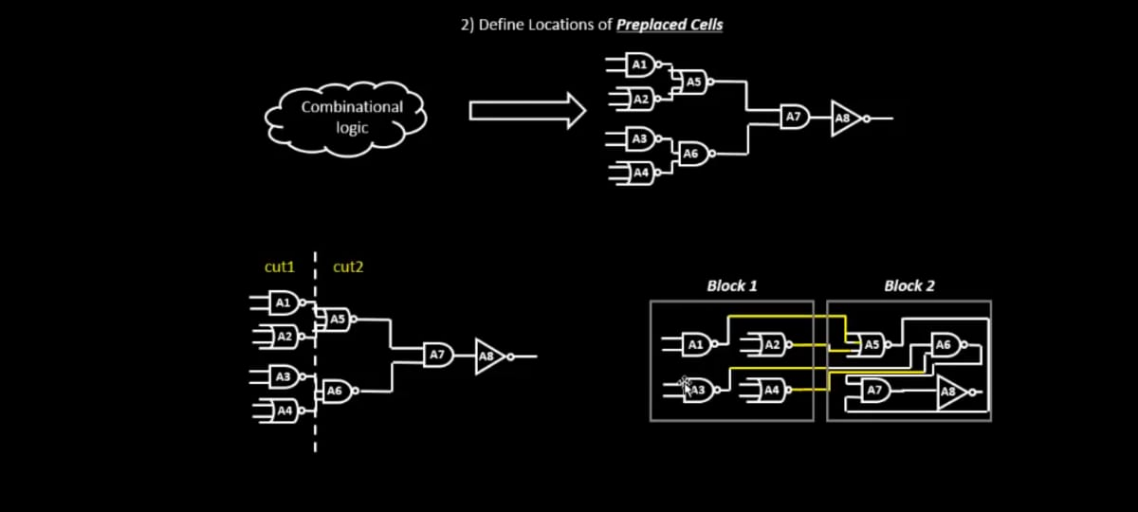 2) Define Locations of Preplaced Cells
Combinational
logic
A1
A5
A2
A7
A8
A3
A6
A4
cut1 cut2
A1
A5
A2
A7
A8
A3
A6
A4
Block 1
Block 2
A1
A2
A5
A6
A3
A4
A7
A8